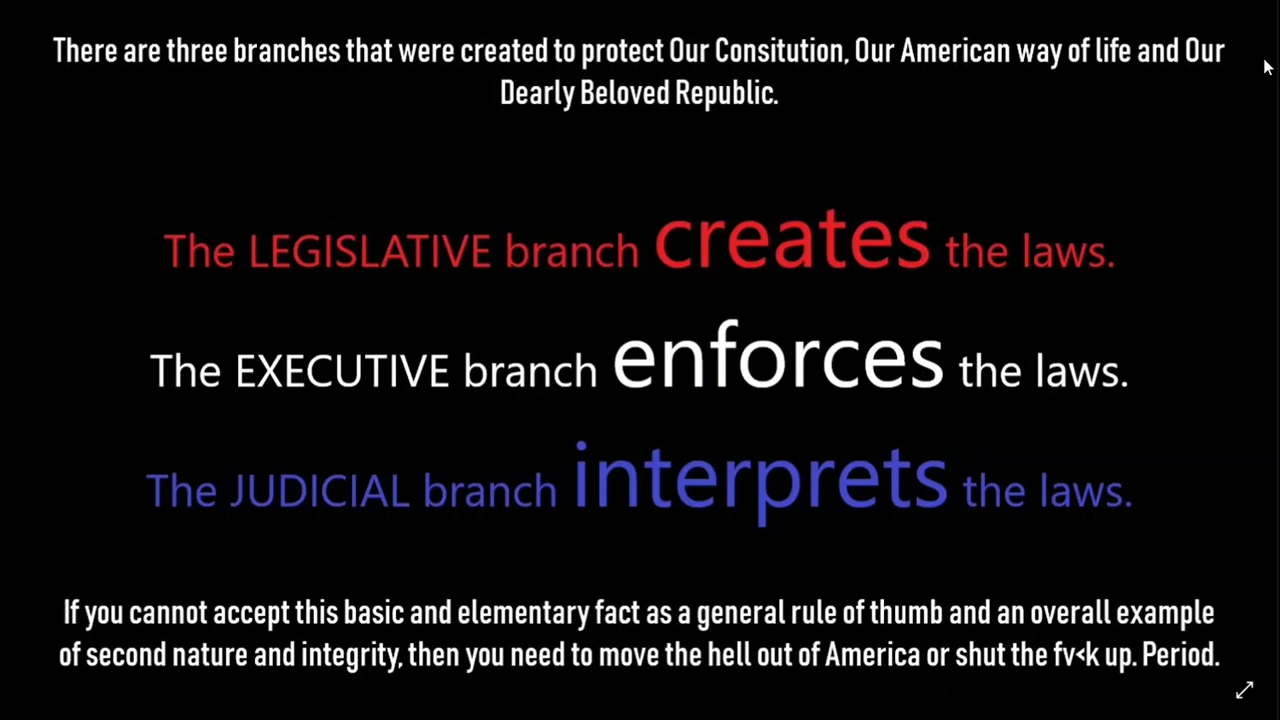 There are three branches that were created to protect Our Consitution, Our American way of life and Our
Dearly Beloved Republic.
The LEGISLATIVE branch creates the laws.
The EXECUTIVE branch enforces the laws.
The JUDICIAL branch interprets the laws.
If you cannot accept this basic and elementary fact as a general rule of thumb and an overall example
of second nature and integrity, then you need to move the hell out of America or shut the fv<k up. Period.